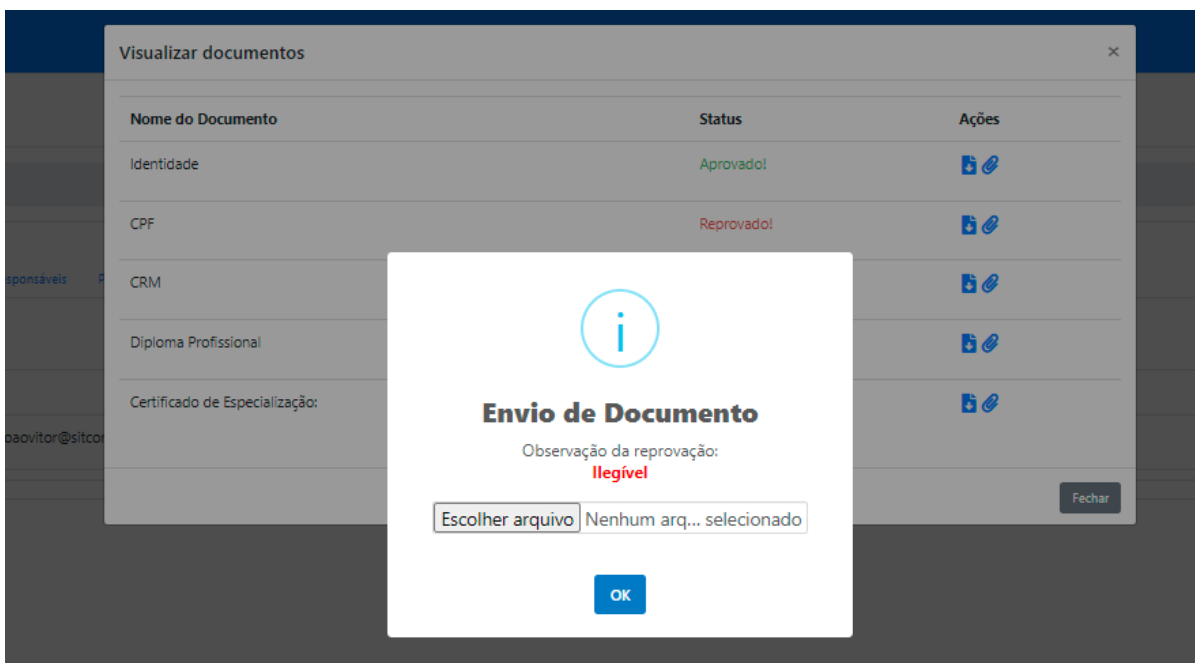 Visualizar documentos ×
Nome do Documento Status Ações
Identidade Aprovado!
CPF Reprovado!
CRM
Diploma Profissional
Certificado de Especialização:
Fechar
i
Envio de Documento
Observação da reprovação:
Ilegível
Escolher arquivo Nenhum arq... selecionado
OK